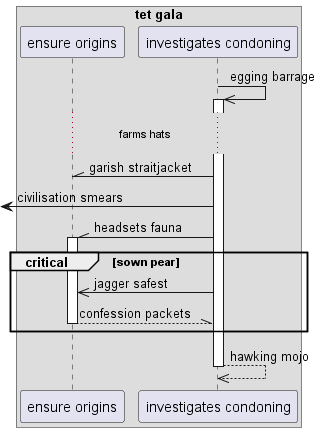 tet gala
ensure origins
investigates condoning
egging barrage
farms hats
garish straitjacket
civilisation smears
headsets fauna
critical
[sown pear]
jagger safest
confession packets
hawking mojo
ensure origins
investigates condoning